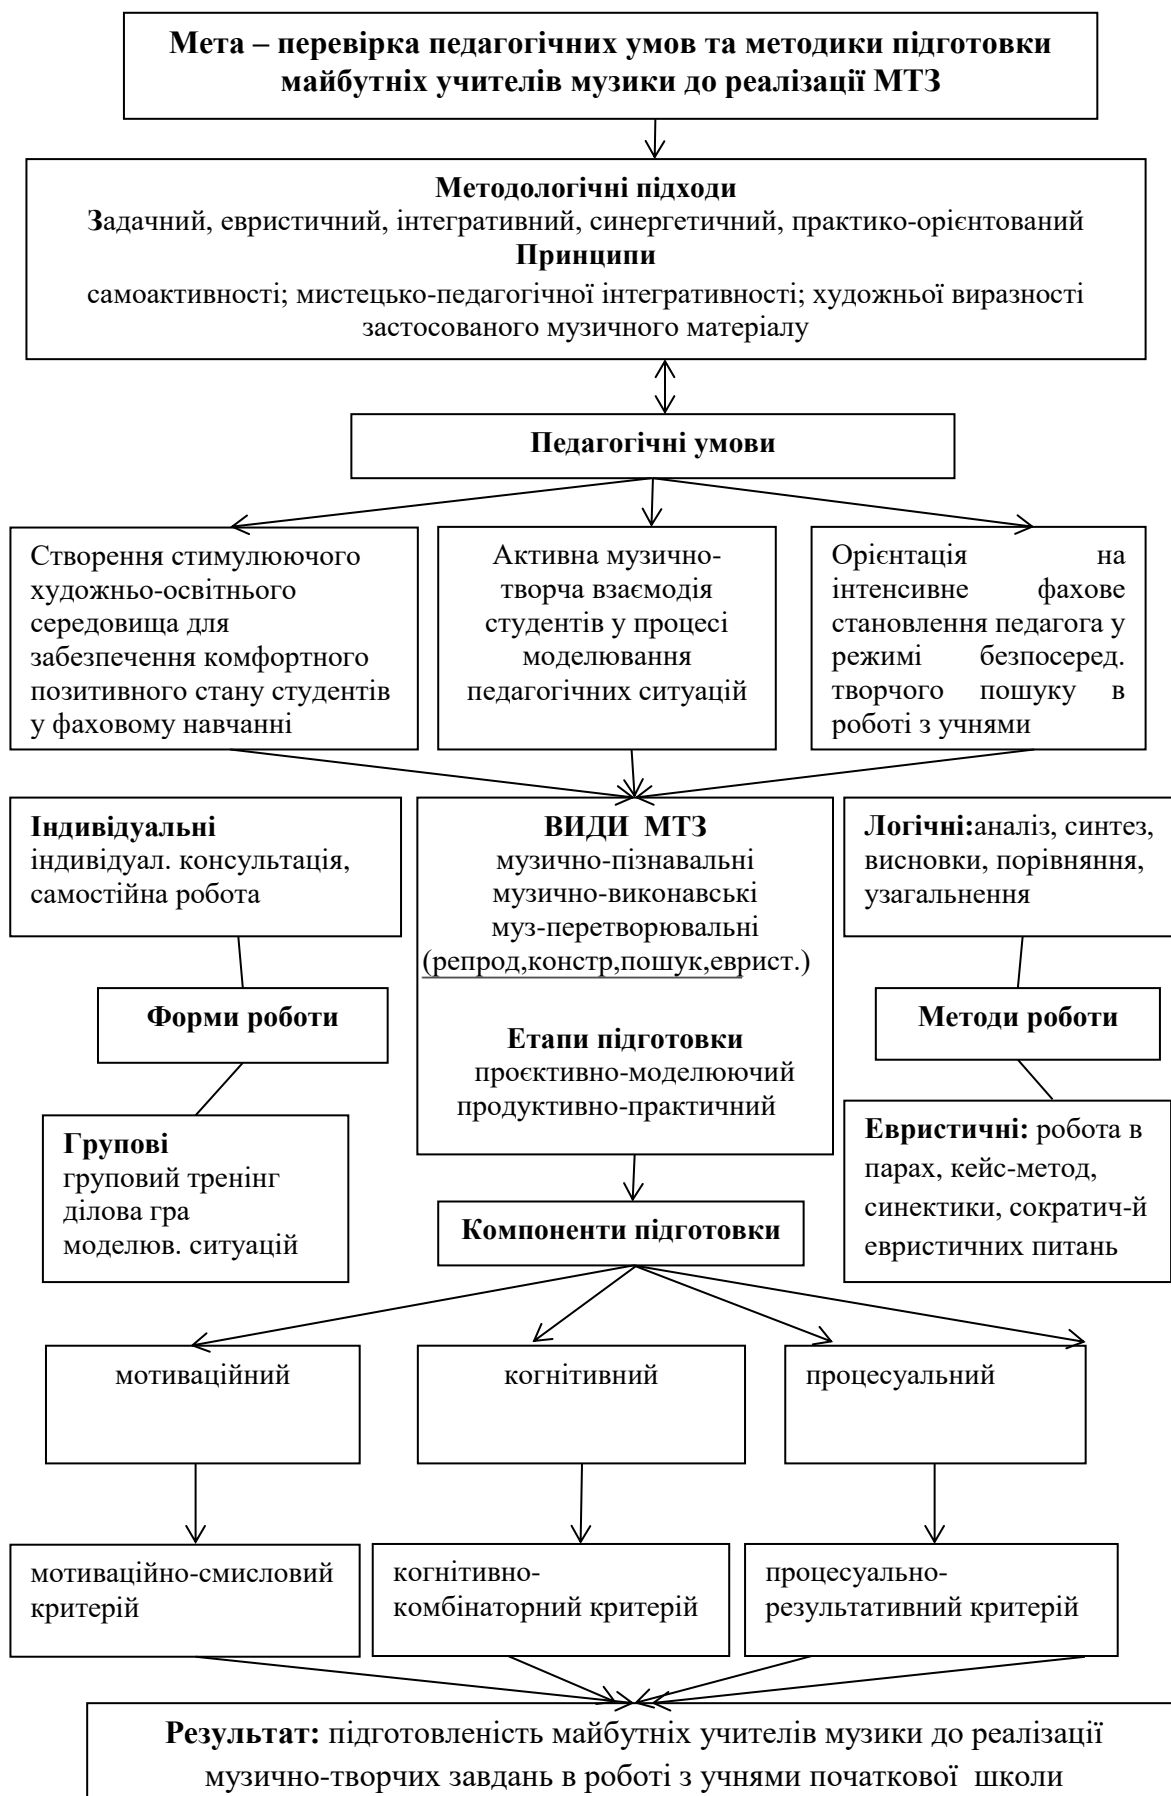 Мета – перевірка педагогічних умов та методики підготовки
майбутніх учителів музики до реалізації МТЗ
Методологічні підходи
Задачний, евристичний, інтегративний, синергетичний, практико-орієнтований
Принципи
самоактивності; мистецько-педагогічної інтегративності; художньої виразності
застосованого музичного матеріалу
Педагогічні умови
Створення стимулюючого
художньо-освітнього
середовища для
забезпечення комфортного
позитивного стану студентів
у фаховому навчанні
Активна музично-
творча взаємодія
студентів у процесі
моделювання
педагогічних ситуацій
Орієнтація на
інтенсивне фахове
становлення педагога у
режимі безпосеред.
творчого пошуку в
роботі з учнями
Індивідуальні
індивідуал. консультація,
самостійна робота
Форми роботи
Групові
груповий тренінг
ділова гра
моделюв. ситуацій
ВИДИ МТЗ
музично-пізнавальні
музично-виконавські
муз-перетворювальні
(репрод,констр,пошук,еврист.)
Етапи підготовки
проєктивно-моделюючий
продуктивно-практичний
Логічні:аналіз, синтез,
висновки, порівняння,
узагальнення
Методи роботи
Евристичні: робота в
парах, кейс-метод,
синектики, сократич-й
евристичних питань
Компоненти підготовки
мотиваційний
когнітивний
процесуальний
мотиваційно-смисловий
критерій
когнітивно-
комбінаторний критерій
процесуально-
результативний критерій
Результат: підготовленість майбутніх учителів музики до реалізації
музично-творчих завдань в роботі з учнями початкової школи